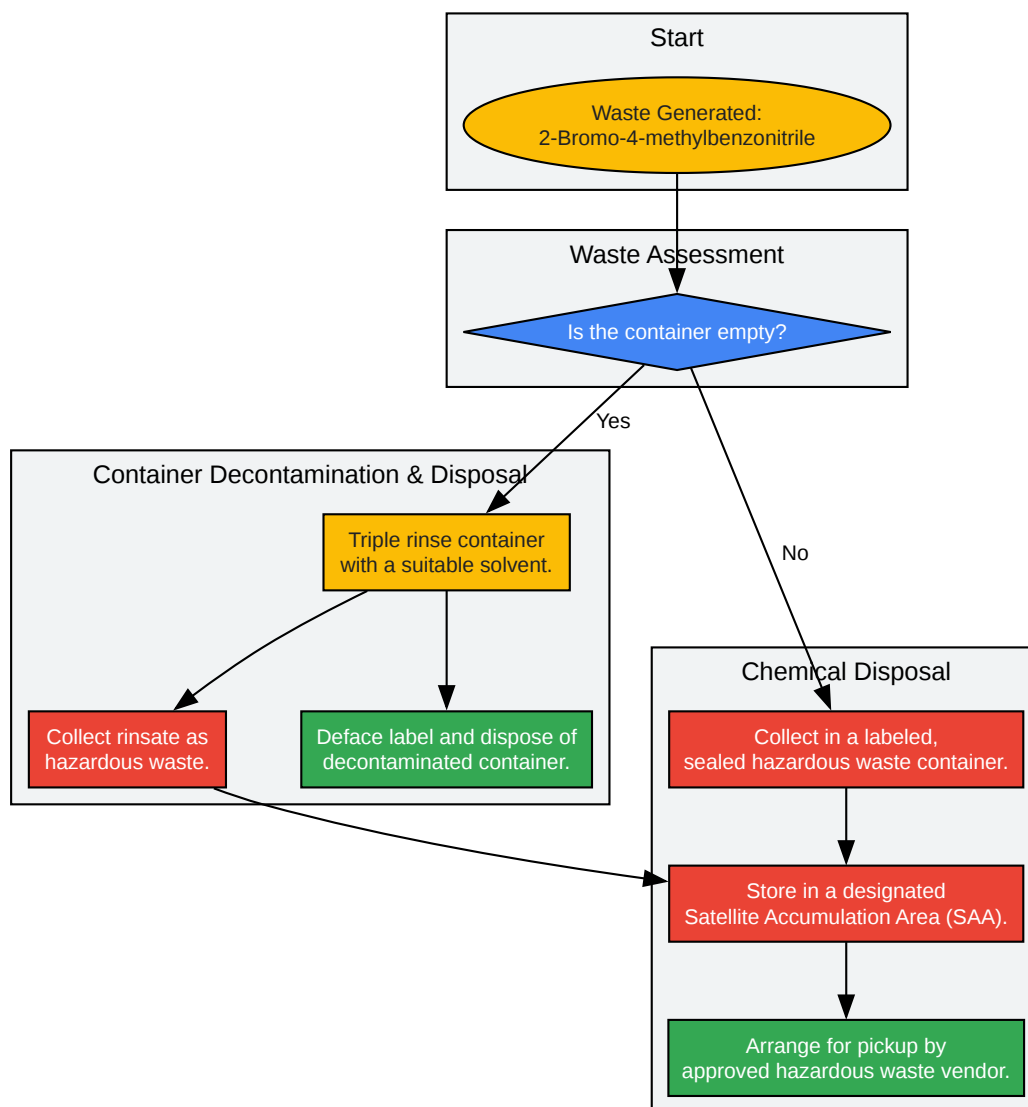 Start
Waste Generated:
2-Bromo-4-methylbenzonitrile
Waste Assessment
Is the container empty?
Yes
No
Container Decontamination & Disposal
Triple rinse container
with a suitable solvent.
Collect rinsate as
hazardous waste.
Deface label and dispose of
decontaminated container.
Chemical Disposal
Collect in a labeled,
sealed hazardous waste container.
Store in a designated
Satellite Accumulation Area (SAA).
Arrange for pickup by
approved hazardous waste vendor.